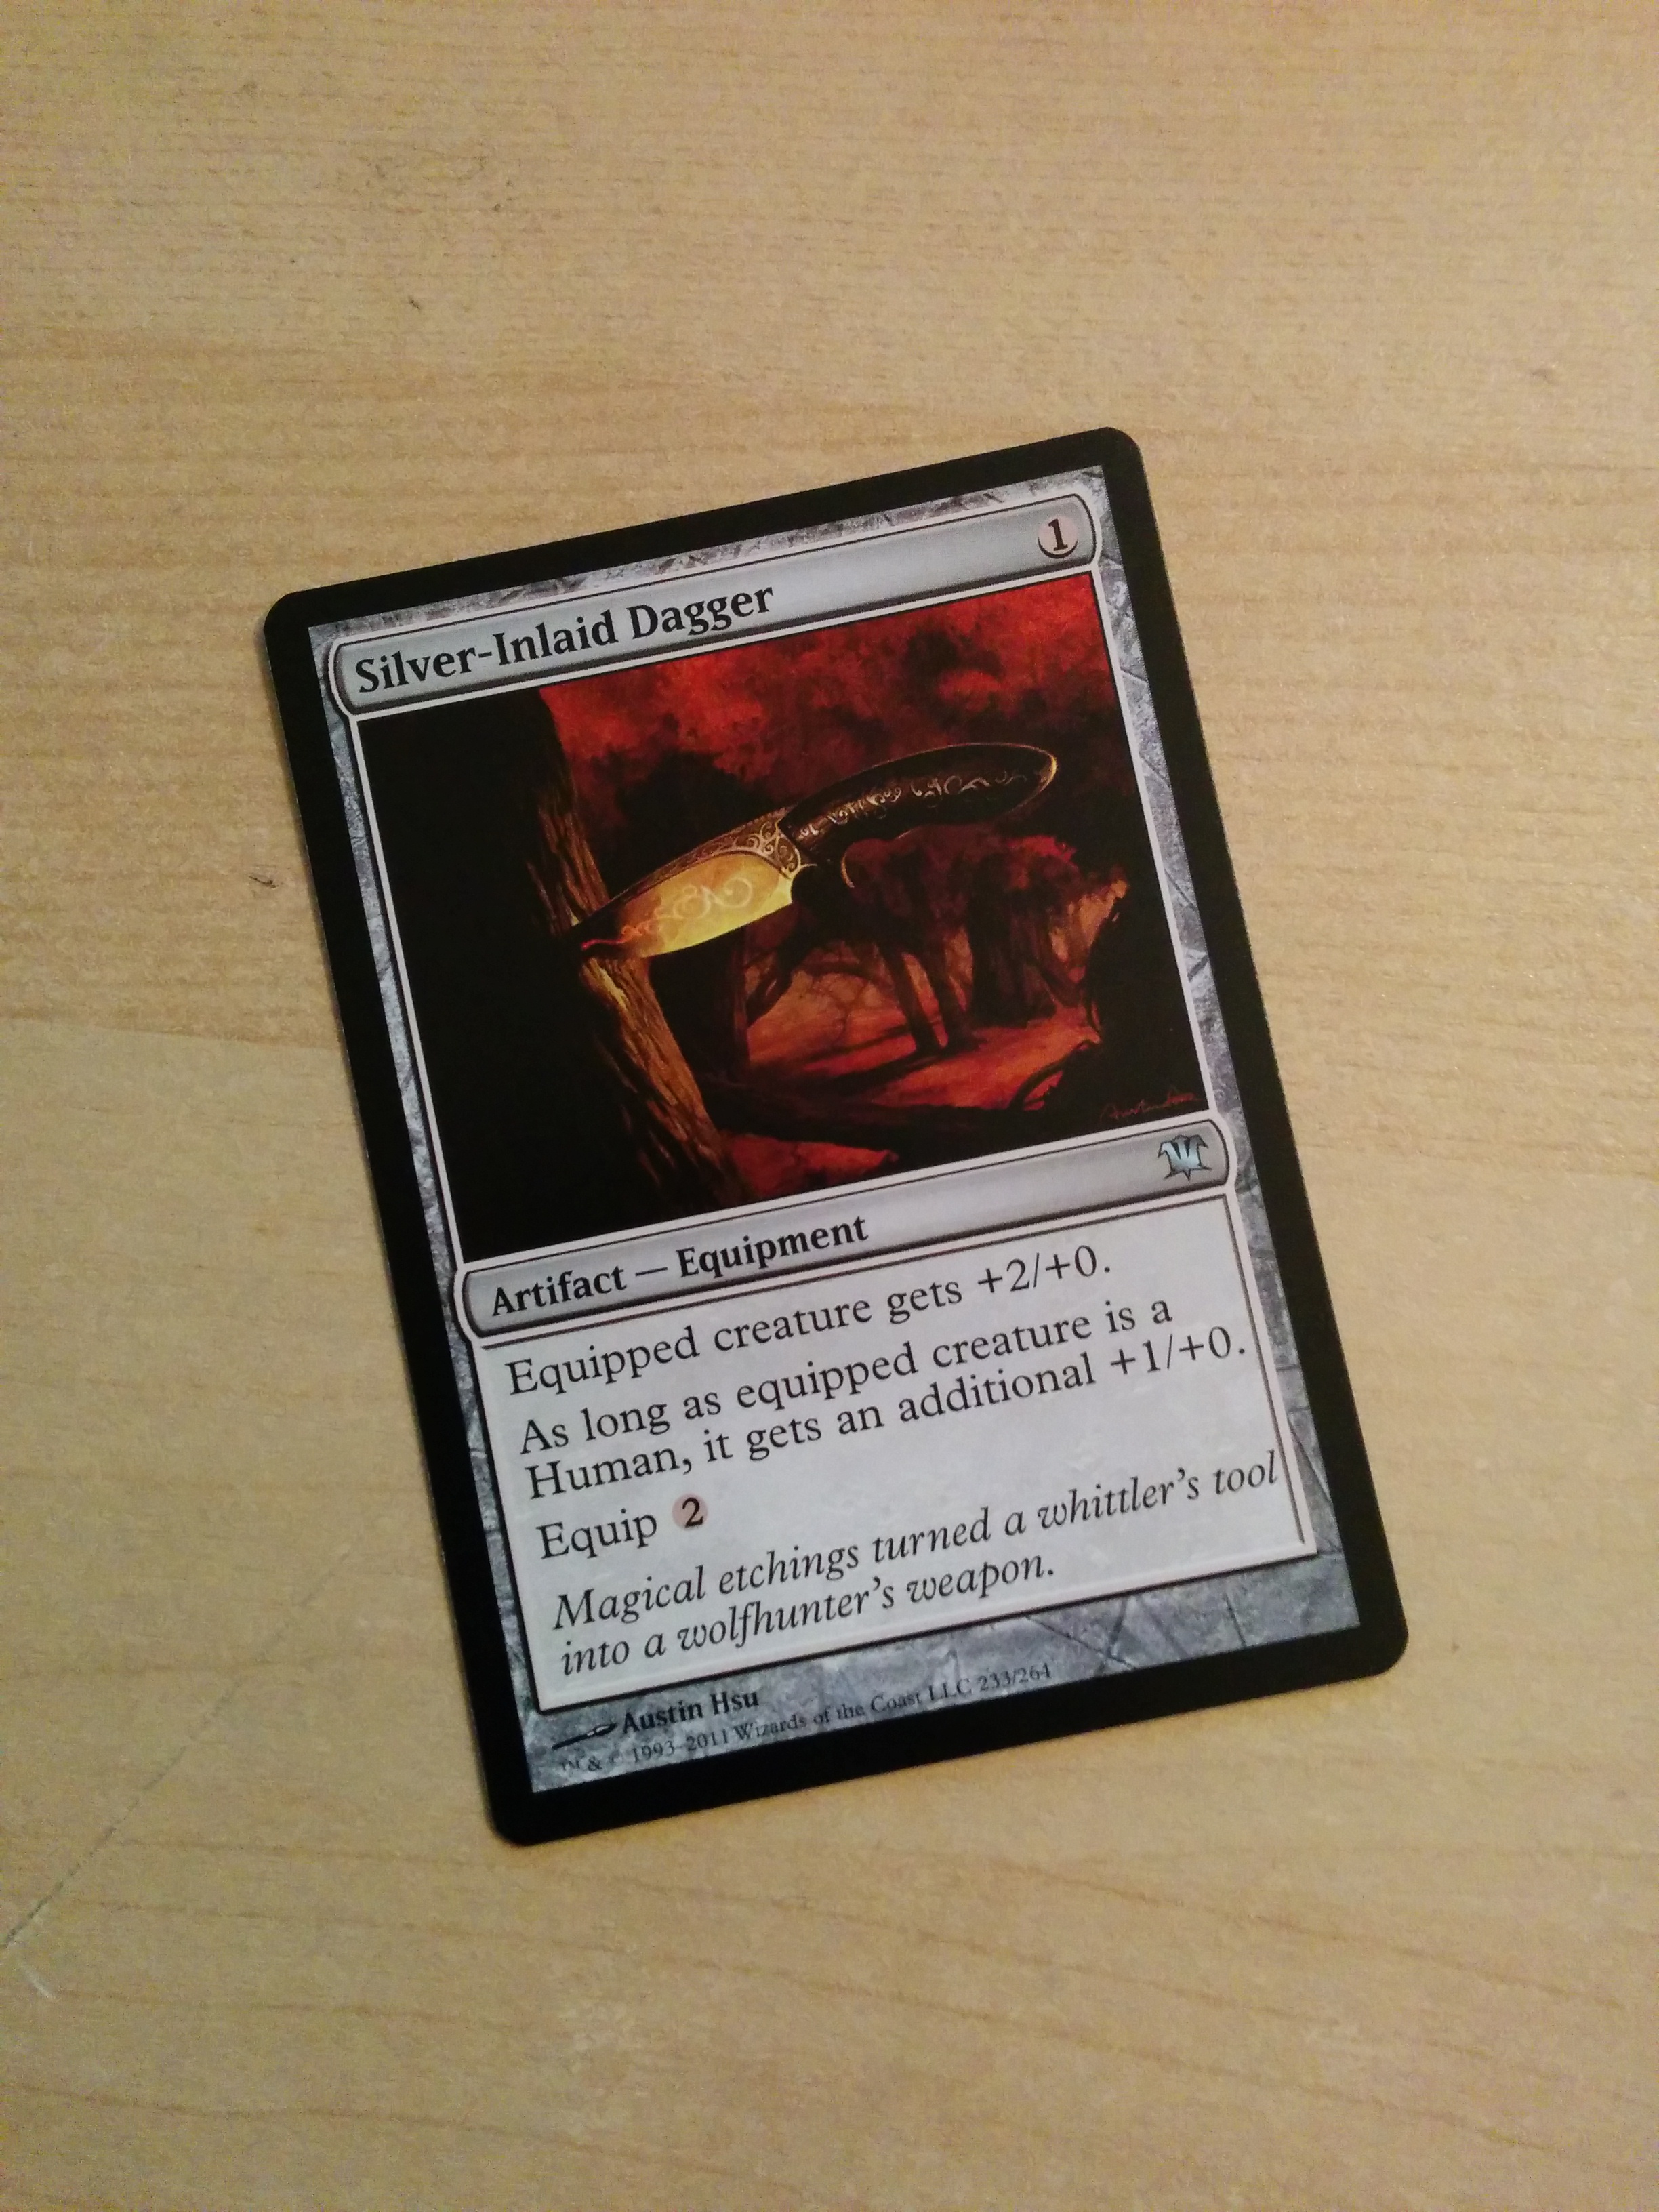 Silver-Inlaid Dagger 1
Artifact — Equipment
Equipped creature gets +2/+0.
As long as equipped creature is a
Human, it gets an additional +1/+0.
Equip 2
Magical etchings turned a whittler's tool
into a wolfhunter's weapon.
Austin Hsu
™ & © 1993–2011 Wizards of the Coast LLC 233/264